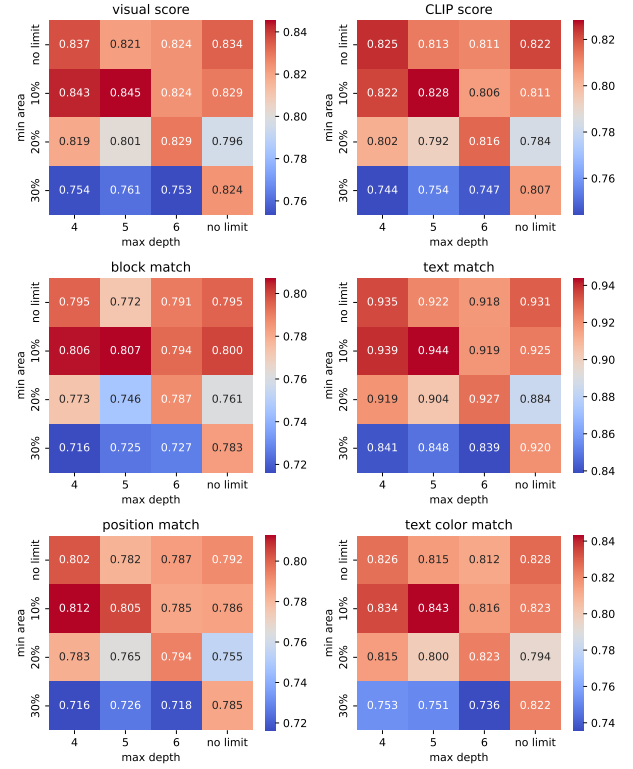 visual score
no limit 0.837 0.821 0.824 0.834
10% 0.843 0.845 0.824 0.829
20% 0.819 0.801 0.829 0.796
30% 0.754 0.761 0.753 0.824
4 5 6 no limit
max depth
min area
0.84
0.82
0.80
0.78
0.76
CLIP score
no limit 0.825 0.813 0.811 0.822
10% 0.822 0.828 0.806 0.811
20% 0.802 0.792 0.816 0.784
30% 0.744 0.754 0.747 0.807
4 5 6 no limit
max depth
min area
0.82
0.80
0.78
0.76
block match
no limit 0.795 0.772 0.791 0.795
10% 0.806 0.807 0.794 0.800
20% 0.773 0.746 0.787 0.761
30% 0.716 0.725 0.727 0.783
4 5 6 no limit
max depth
min area
0.80
0.78
0.76
0.74
0.72
text match
no limit 0.935 0.922 0.918 0.931
10% 0.939 0.944 0.919 0.925
20% 0.919 0.904 0.927 0.884
30% 0.841 0.848 0.839 0.920
4 5 6 no limit
max depth
min area
0.94
0.92
0.90
0.88
0.86
0.84
position match
no limit 0.802 0.782 0.787 0.792
10% 0.812 0.805 0.785 0.786
20% 0.783 0.765 0.794 0.755
30% 0.716 0.726 0.718 0.785
4 5 6 no limit
max depth
min area
0.80
0.78
0.76
0.74
0.72
text color match
no limit 0.826 0.815 0.812 0.828
10% 0.834 0.843 0.816 0.823
20% 0.815 0.800 0.823 0.794
30% 0.753 0.751 0.736 0.822
4 5 6 no limit
max depth
min area
0.84
0.82
0.80
0.78
0.76
0.74